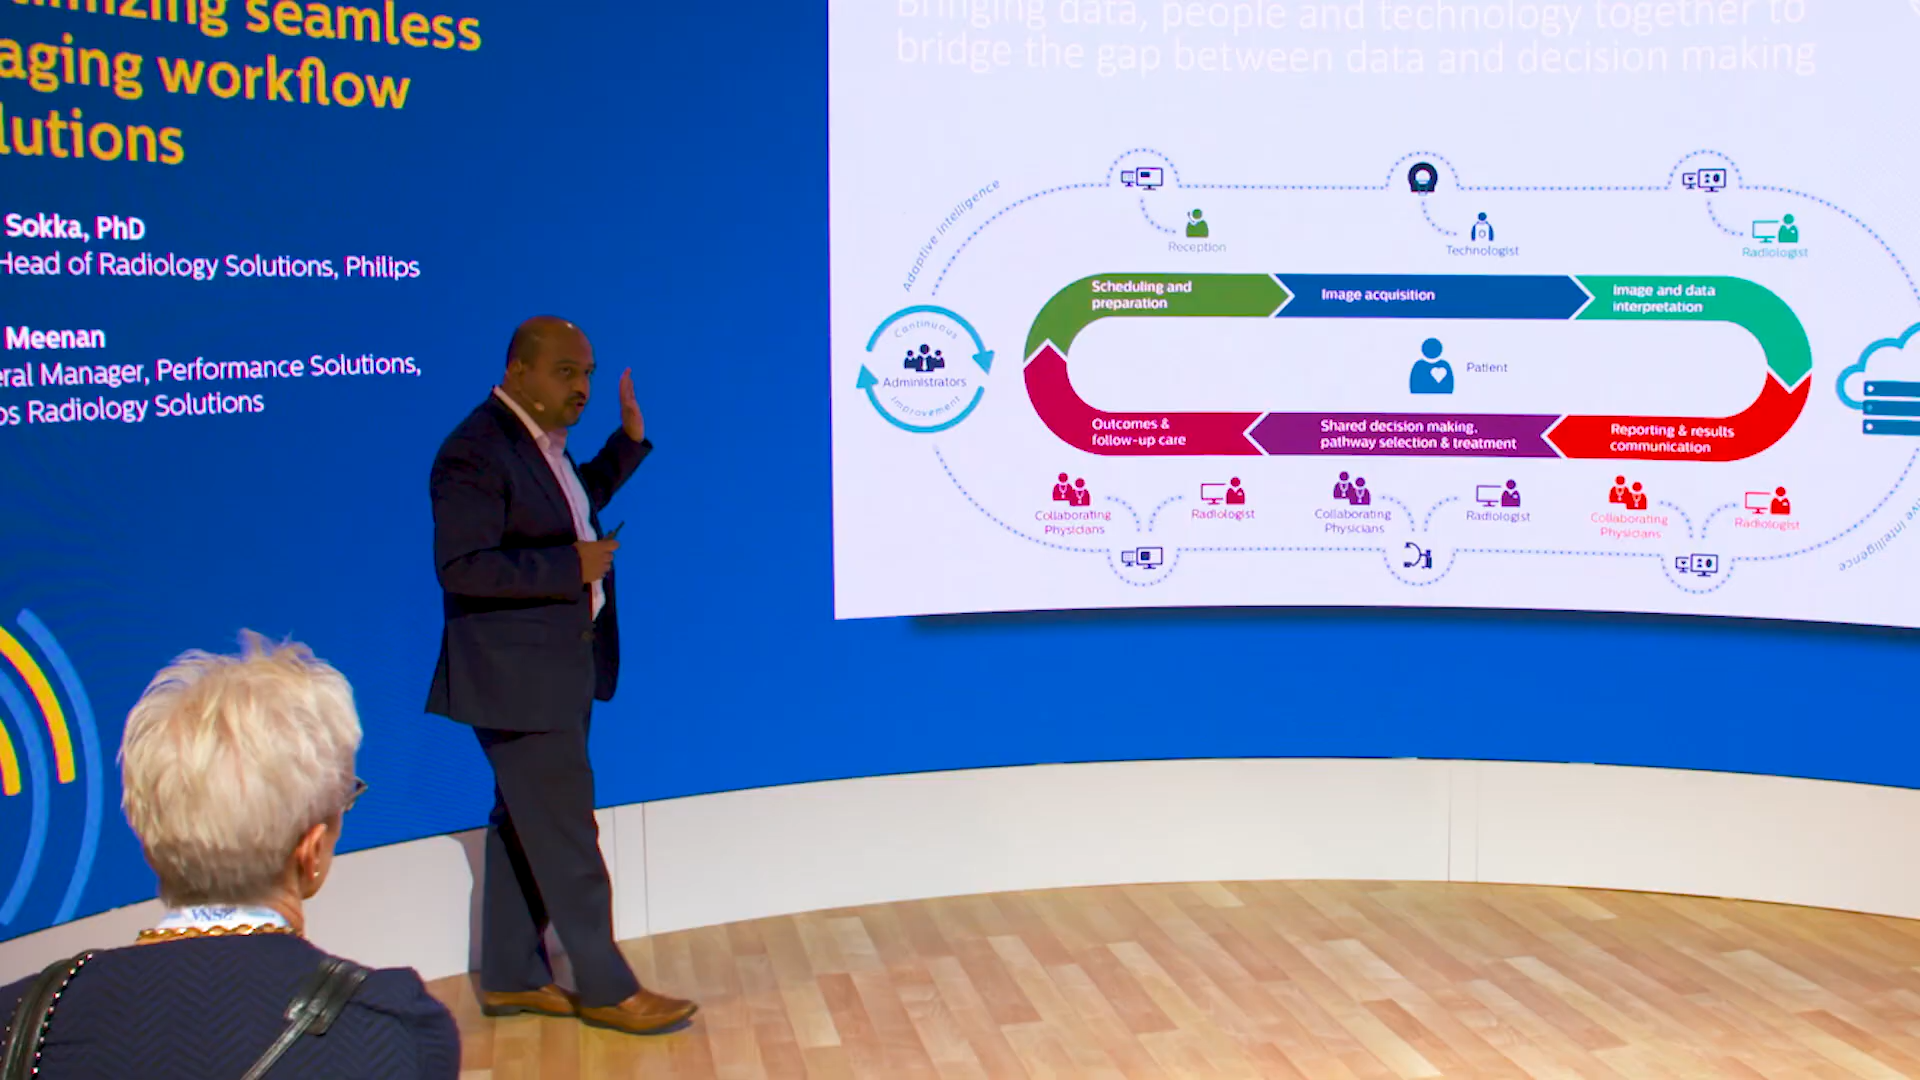 seamless
aging workflow
lutions
Sokka, PhD
Head of Radiology Solutions, Philips
Meenan
eral Manager, Performance Solutions,
os Radiology Solutions
Bringing data, people and technology together to
bridge the gap between data and decision making
Adaptive Intelligence
Reception
Technologist
Radiologist
Scheduling and
preparation
Image acquisition
Image and data
interpretation
Continuous
Administrators
Improvement
Patient
Outcomes &
follow-up care
Shared decision making,
pathway selection & treatment
Reporting & results
communication
Collaborating
Physicians
Radiologist
Collaborating
Physicians
Radiologist
Collaborating
Physicians
Radiologist
ve Intelligence